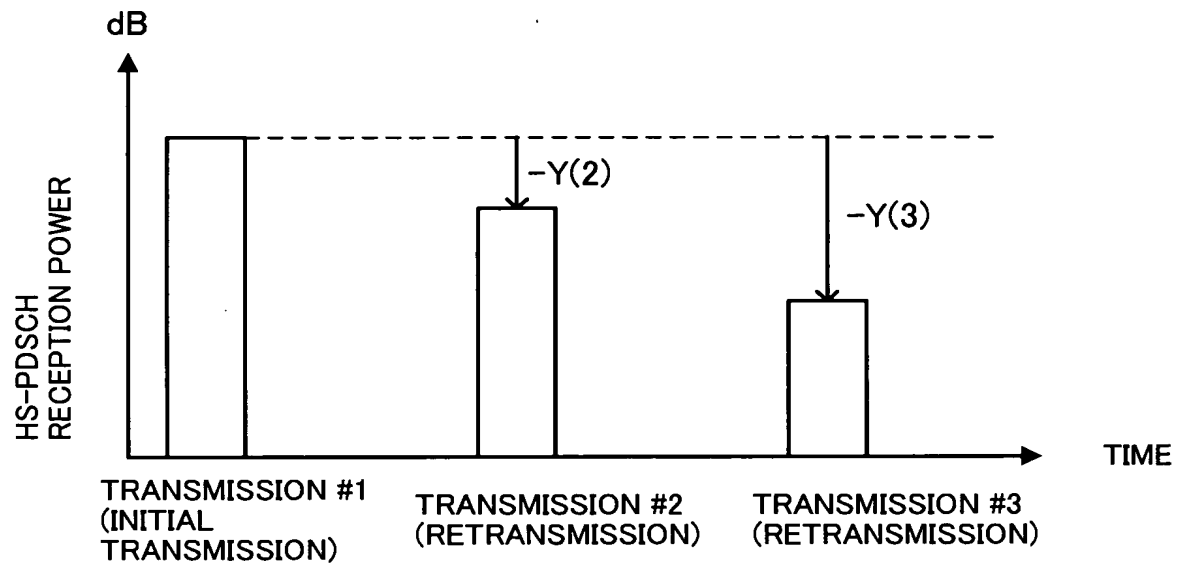 dB
HS-PDSCH
RECEPTION POWER
-Y(2)
-Y(3)
TIME
TRANSMISSION #1
(INITIAL
TRANSMISSION)
TRANSMISSION #2
(RETRANSMISSION)
TRANSMISSION #3
(RETRANSMISSION)